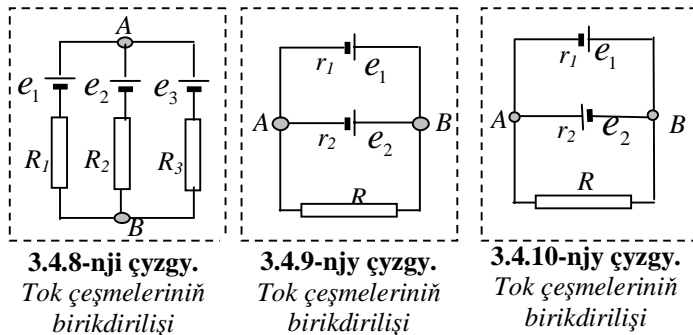 A
e1 e2 e3
R1 R2 R3
B
3.4.8-nji çyzgy.
Tok çeşmeleriniň
birikdirilişi
r1 e1
A B
r2 e2
R
3.4.9-njy çyzgy.
Tok çeşmeleriniň
birikdirilişi
r1 e1
A B
r2 e2
R
3.4.10-njy çyzgy.
Tok çeşmeleriniň
birikdirilişi